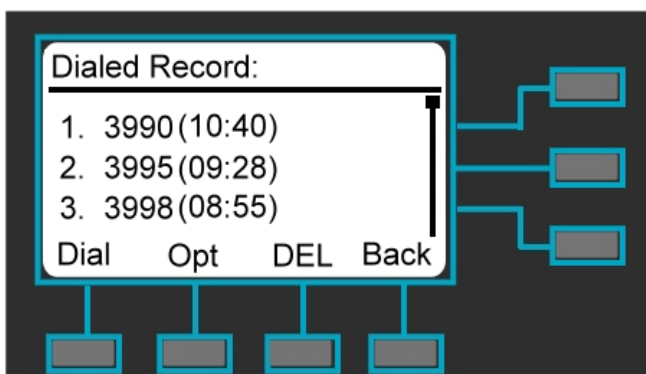 Dialed Record:
1. 3990(10:40)
2. 3995(09:28)
3. 3998(08:55)
Dial Opt DEL Back